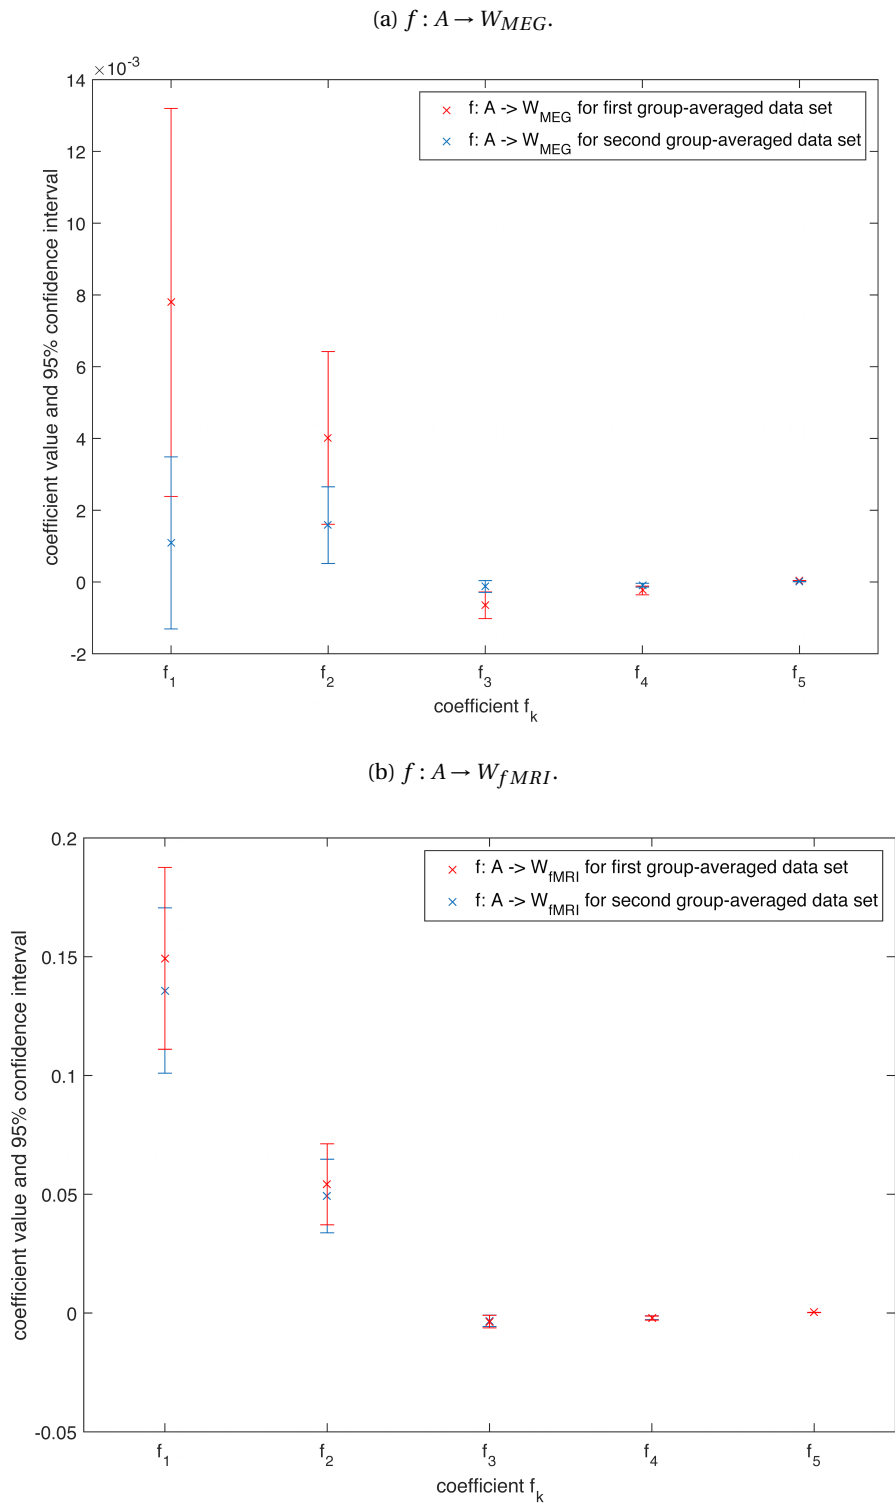 (a) f : A → W_MEG.
×10^-3
14
12
10
8
6
4
2
0
-2
coefficient value and 95% confidence interval
f: A -> W_MEG for first group-averaged data set
f: A -> W_MEG for second group-averaged data set
f_1 f_2 f_3 f_4 f_5
coefficient f_k
(b) f : A → W_fMRI.
0.2
0.15
0.1
0.05
0
-0.05
coefficient value and 95% confidence interval
f: A -> W_fMRI for first group-averaged data set
f: A -> W_fMRI for second group-averaged data set
f_1 f_2 f_3 f_4 f_5
coefficient f_k